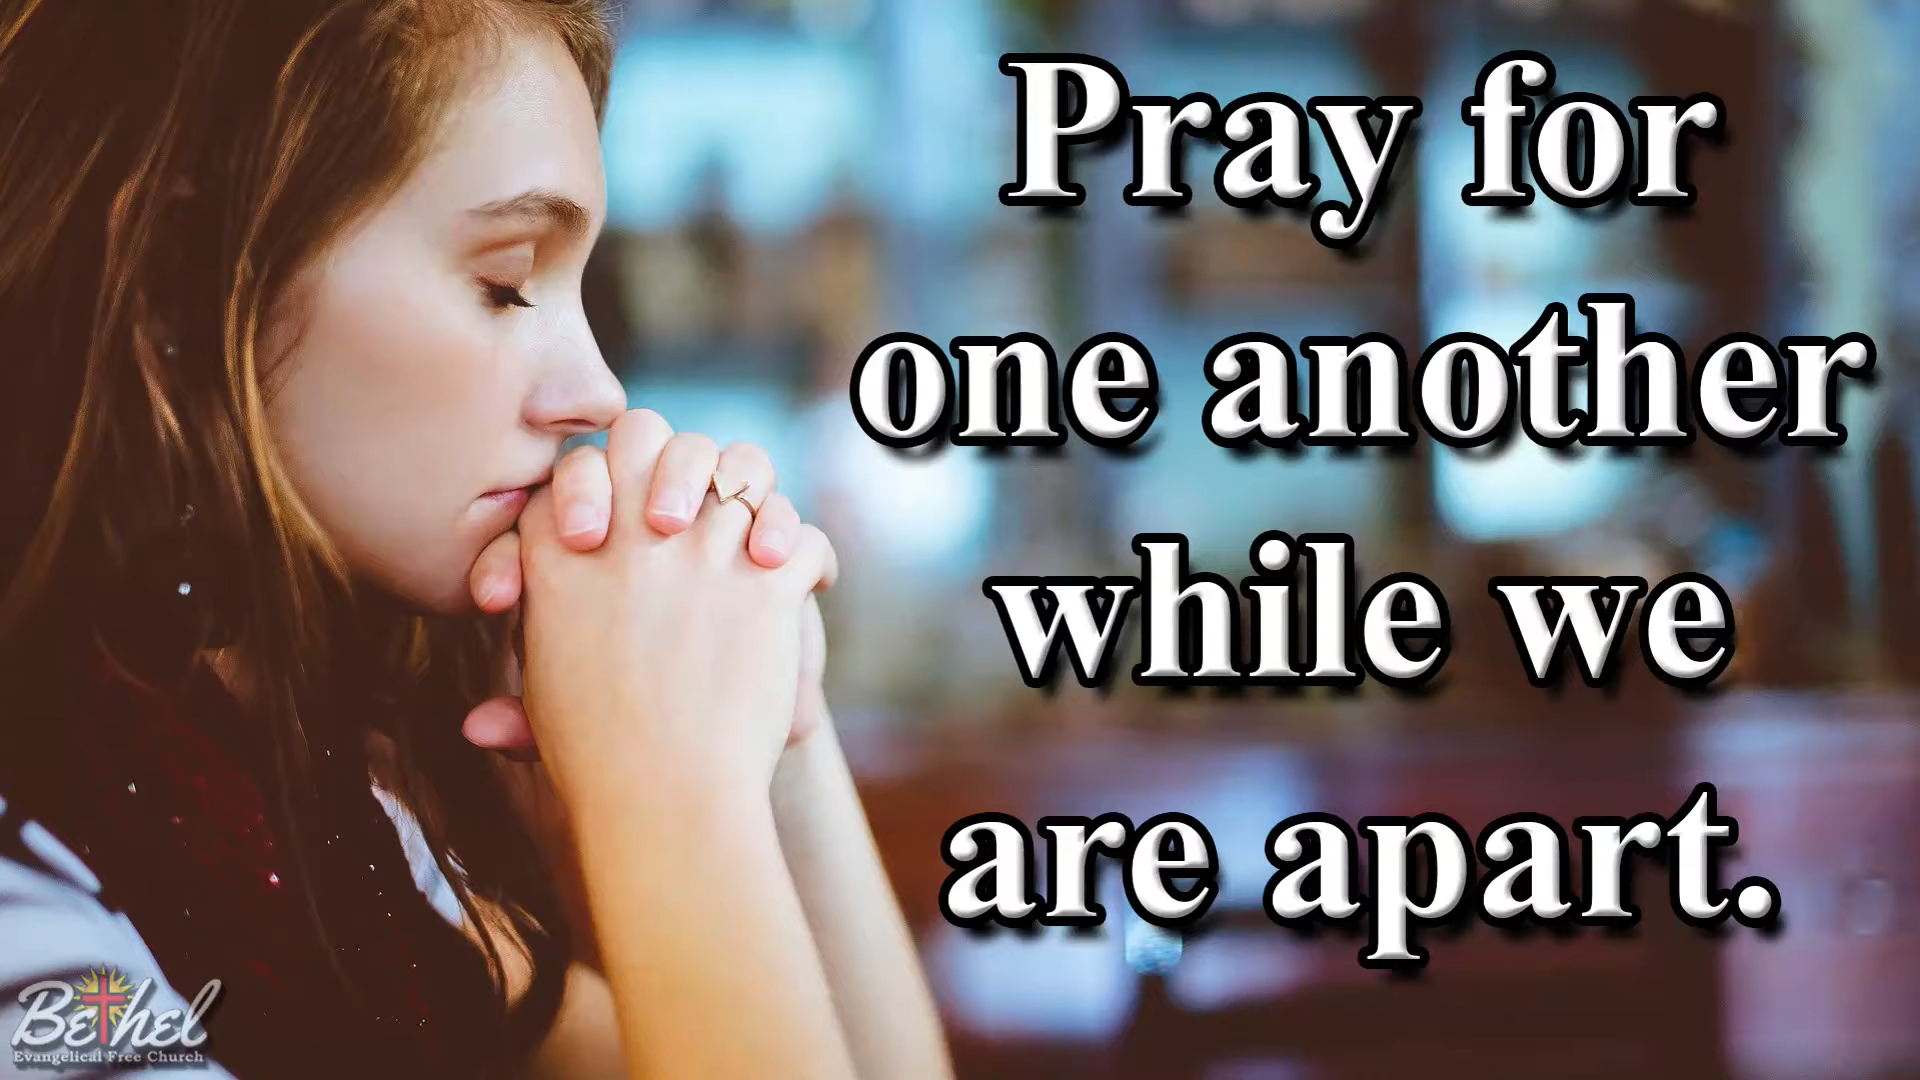 Pray for
one another
while we
are apart.
Bethel
Evangelical Free Church